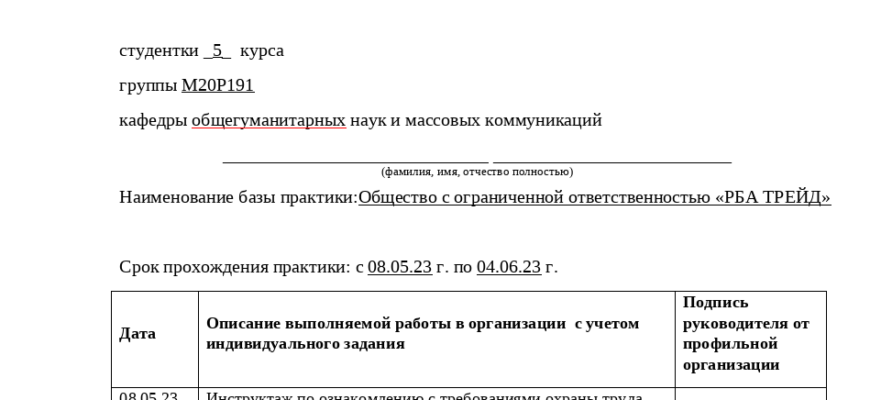 студентки _5_ курса
группы М20Р191
кафедры общегуманитарных наук и массовых коммуникаций
(фамилия, имя, отчество полностью)
Наименование базы практики:Общество с ограниченной ответственностью «РБА ТРЕЙД»
Срок прохождения практики: с 08.05.23 г. по 04.06.23 г.
Подпись
Дата Описание выполняемой работы в организации с учетом руководителя от
индивидуального задания профильной
организации
08.05.23 Инструктаж по ознакомлению с требованиями охраны труда